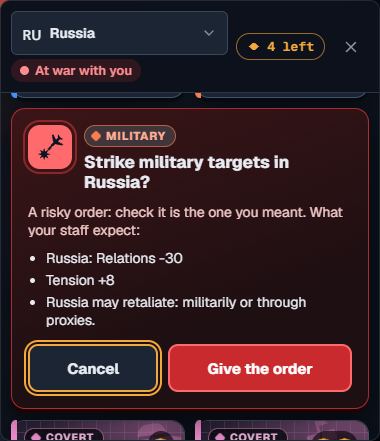 RU Russia
4 left
At war with you
MILITARY
Strike military targets in
Russia?
A risky order: check it is the one you meant. What
your staff expect:
• Russia: Relations -30
• Tension +8
• Russia may retaliate: militarily or through
proxies.
Cancel
Give the order
COVERT
COVERT